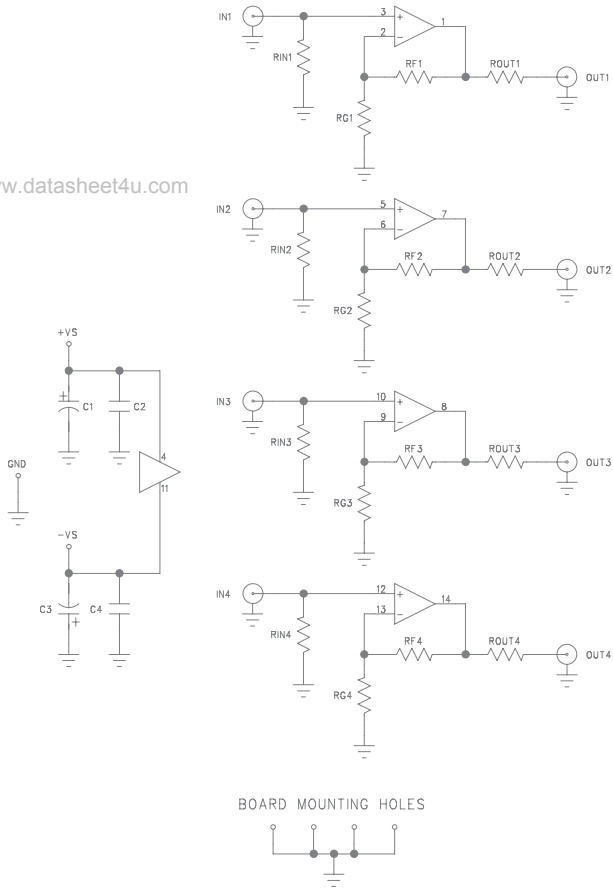 IN1
3
+
1
2
−
RIN1
RF1
ROUT1
OUT1
RG1
w.datasheet4u.com
IN2
5
+
7
6
−
RIN2
RF2
ROUT2
OUT2
RG2
+VS
+
C1
C2
4
11
GND
-VS
C3
+
C4
IN3
10
+
8
9
−
RIN3
RF3
ROUT3
OUT3
RG3
IN4
12
+
14
13
−
RIN4
RF4
ROUT4
OUT4
RG4
BOARD MOUNTING HOLES